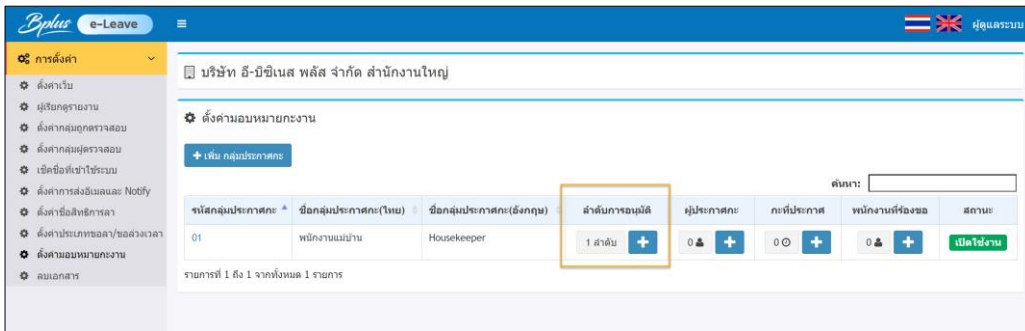 Bplus e-Leave
ผู้ดูแลระบบ
การตั้งค่า
ตั้งค่าเว็บ
ผู้เรียกดูรายงาน
ตั้งค่ากลุ่มถูกตรวจสอบ
ตั้งค่ากลุ่มผู้ตรวจสอบ
เช็คชื่อที่เข้าใช้ระบบ
ตั้งค่าการส่งอีเมลและ Notify
ตั้งค่าชื่อสิทธิการลา
ตั้งค่าประเภทขอลา/ขอล่วงเวลา
ตั้งค่ามอบหมายกะงาน
ลบเอกสาร
บริษัท อี-บิซิเนส พลัส จำกัด สำนักงานใหญ่
ตั้งค่ามอบหมายกะงาน
+ เพิ่ม กลุ่มประกาศกะ
ค้นหา:
รหัสกลุ่มประกาศกะ ชื่อกลุ่มประกาศกะ(ไทย) ชื่อกลุ่มประกาศกะ(อังกฤษ) ลำดับการอนุมัติ ผู้ประกาศกะ กะที่ประกาศ พนักงานที่ร้องขอ สถานะ
01 พนักงานแม่บ้าน Housekeeper 1 ลำดับ + 0 + 0 + 0 + เปิดใช้งาน
รายการที่ 1 ถึง 1 จากทั้งหมด 1 รายการ